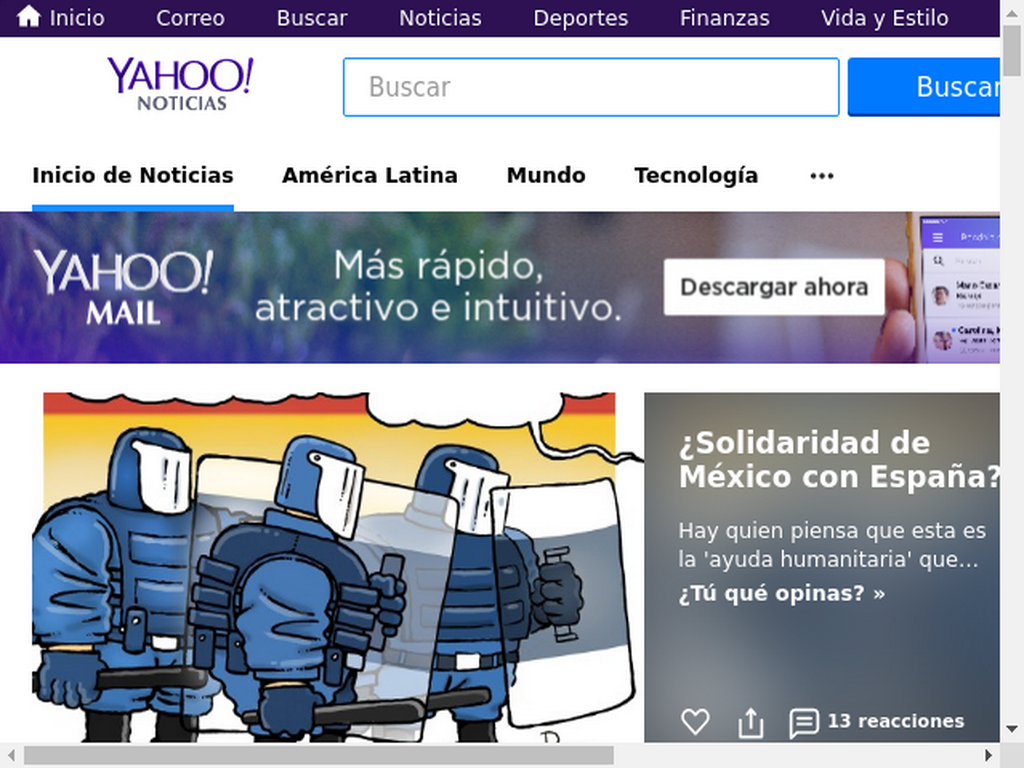 Inicio Correo Buscar Noticias Deportes Finanzas Vida y Estilo
YAHOO!
NOTICIAS
Buscar
Buscar
Inicio de Noticias América Latina Mundo Tecnología •••
YAHOO!
MAIL
Más rápido,
atractivo e intuitivo.
Descargar ahora
¿Solidaridad de
México con España?
Hay quien piensa que esta es
la 'ayuda humanitaria' que...
¿Tú qué opinas? »
13 reacciones